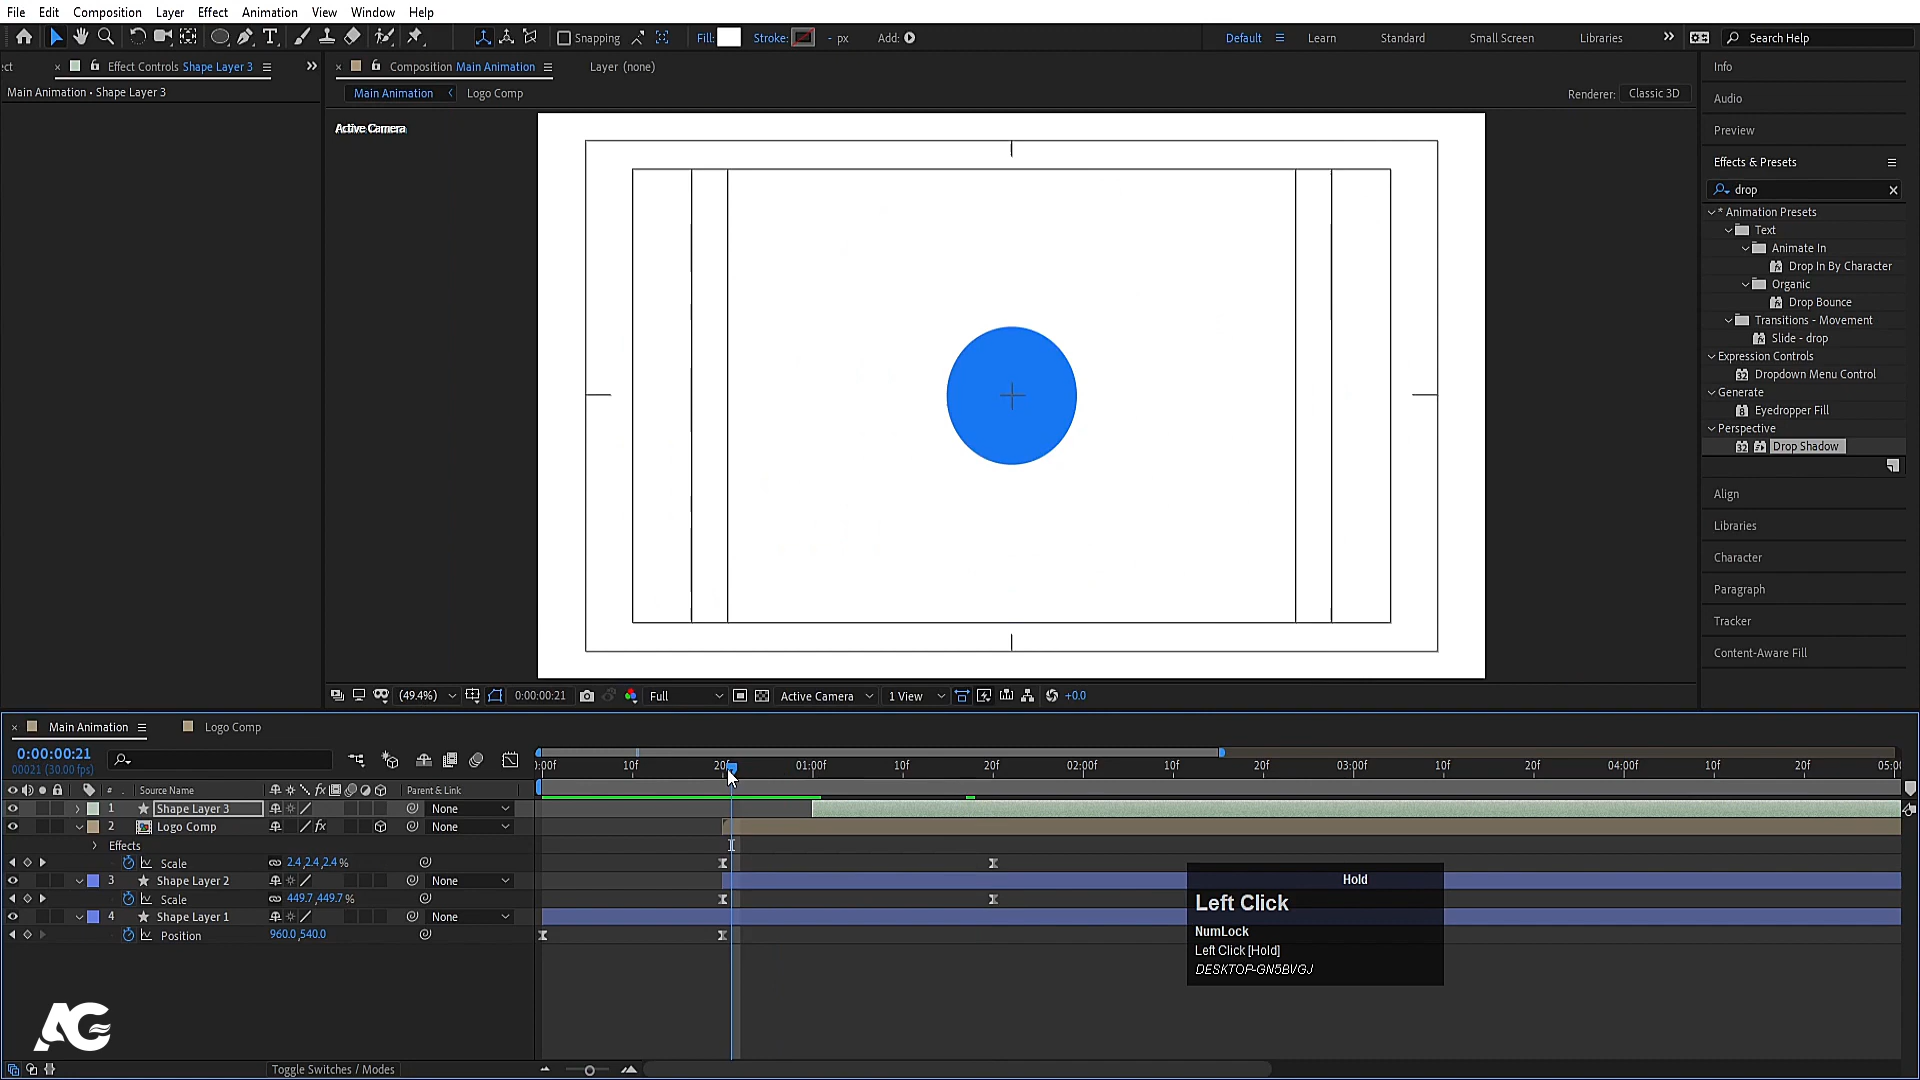 File Edit Composition Layer Effect Animation View Window Help
Snapping Fill: Stroke: - px Add: Default Learn Standard Small Screen Libraries Search Help
ct Effect Controls Shape Layer 3 Composition Main Animation Layer (none) Info
Main Animation • Shape Layer 3 Main Animation Logo Comp Renderer: Classic 3D
Audio
Active Camera
Preview
Effects & Presets
drop
* Animation Presets
Text
Animate In
Drop In By Character
Organic
Drop Bounce
Transitions - Movement
Slide - drop
Expression Controls
Dropdown Menu Control
Generate
Eyedropper Fill
Perspective
Drop Shadow
Align
Libraries
Character
Paragraph
Tracker
Content-Aware Fill
(49.4%) 0:00:00:21 Full Active Camera 1 View +0.0
Main Animation Logo Comp
0:00:00:21
00021 (30.00 fps)
):00f 10f 20f 01:00f 10f 20f 02:00f 10f 20f 03:00f 10f 20f 04:00f 10f 20f 05:00f
# Source Name Parent & Link
1 Shape Layer 3 None
2 Logo Comp fx None
Effects
Scale 2.4,2.4,2.4%
3 Shape Layer 2 None
Scale 449.7,449.7%
4 Shape Layer 1 None
Position 960.0,540.0
Hold
Left Click
NumLock
Left Click [Hold]
DESKTOP-GN5BVGJ
AG
Toggle Switches / Modes